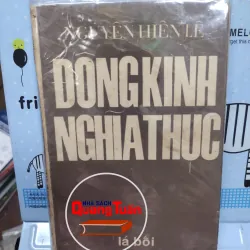 NGUYỄN HIẾN LÊ
ĐÔNG KINH
NGHĨA THỤC
NHÀ SÁCH
Quang Tuấn
lá bối